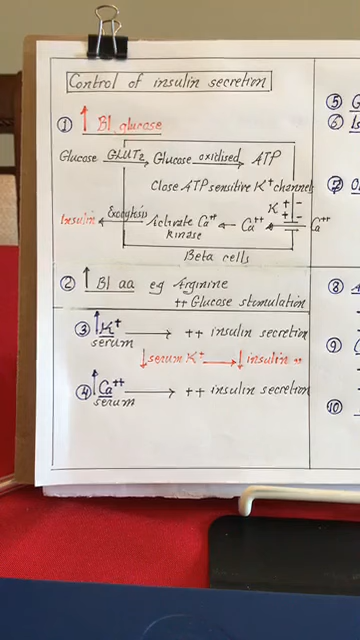 Control of insulin secretion
① ↑ Bl glucose
Glucose GLUT2 → Glucose oxidised → ATP
Close ATP sensitive K+ channels
K + -
+ -
Insulin ← Exocytosis Activate Ca++ ← Ca++ ← Ca++
kinase
Beta cells
② ↑ Bl aa eg Arginine
++ Glucose stomulation
③ ↑ K+ → ++ insulin secretion
serum
↓ serum K+ → ↓ insulin
④ ↑ Ca++ → ++ insulin secretion
serum
⑤ G
⑥
⑦
⑧
⑨
⑩